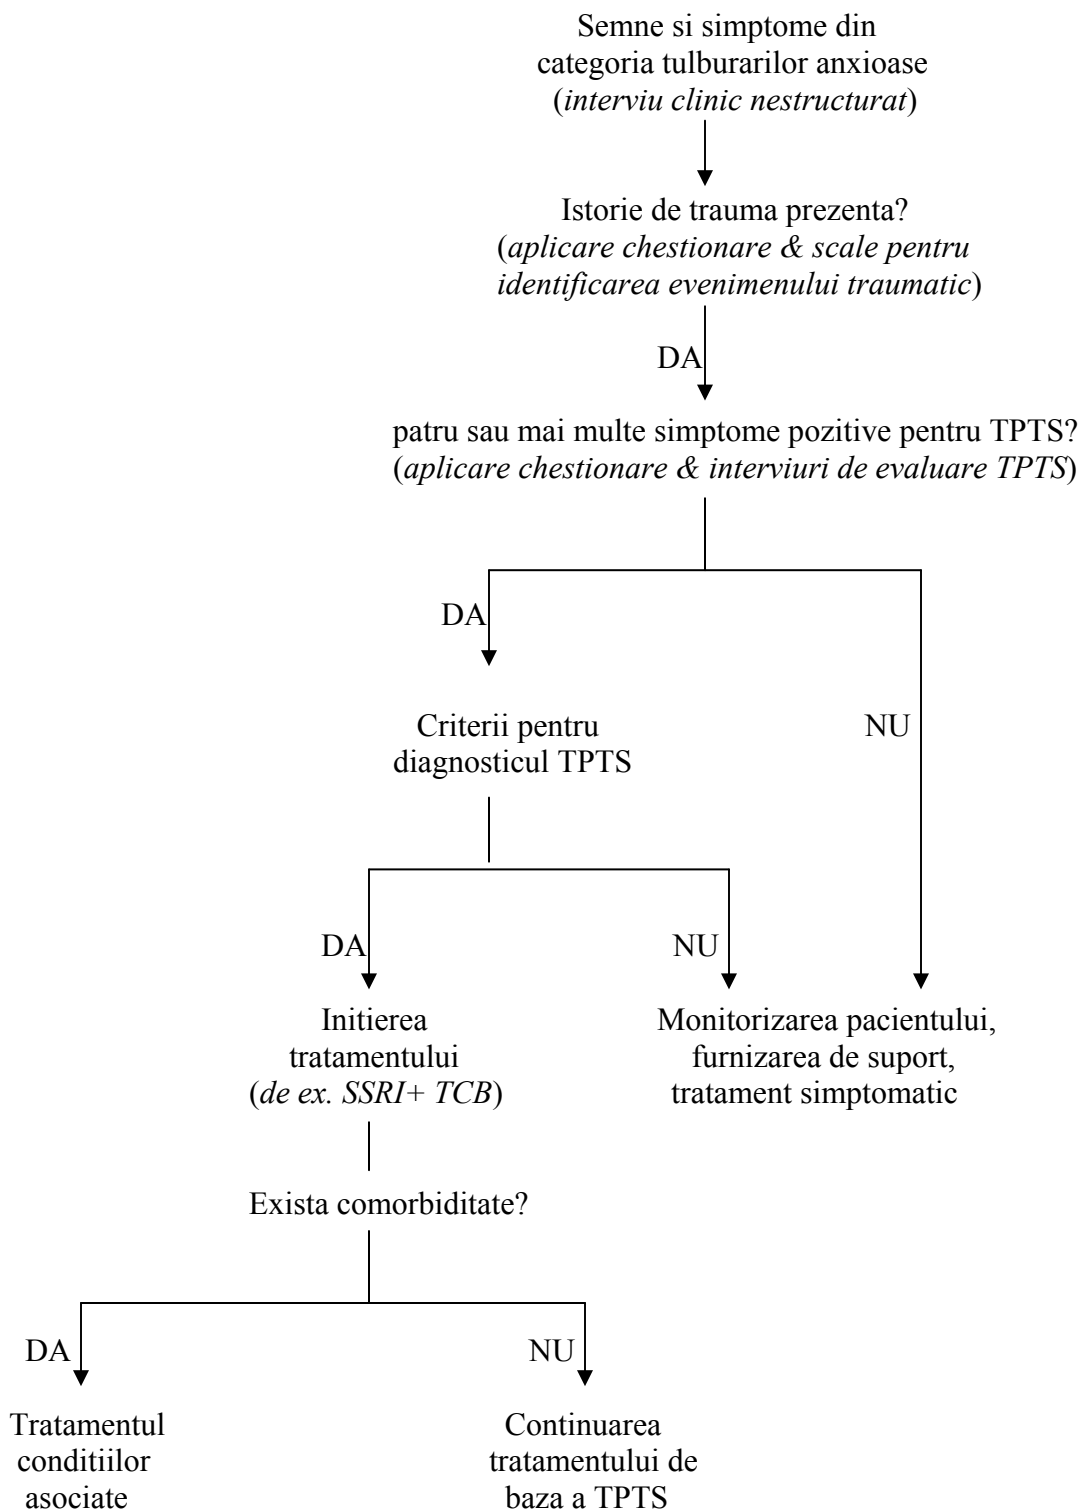 Semne si simptome din
categoria tulburarilor anxioase
(interviu clinic nestructurat)
Istorie de trauma prezenta?
(aplicare chestionare & scale pentru
identificarea evenimenului traumatic)
DA
patru sau mai multe simptome pozitive pentru TPTS?
(aplicare chestionare & interviuri de evaluare TPTS)
DA
NU
Criterii pentru
diagnosticul TPTS
DA
NU
Initierea
tratamentului
(de ex. SSRI+ TCB)
Monitorizarea pacientului,
furnizarea de suport,
tratament simptomatic
Exista comorbiditate?
DA
NU
Tratamentul
conditiilor
asociate
Continuarea
tratamentului de
baza a TPTS